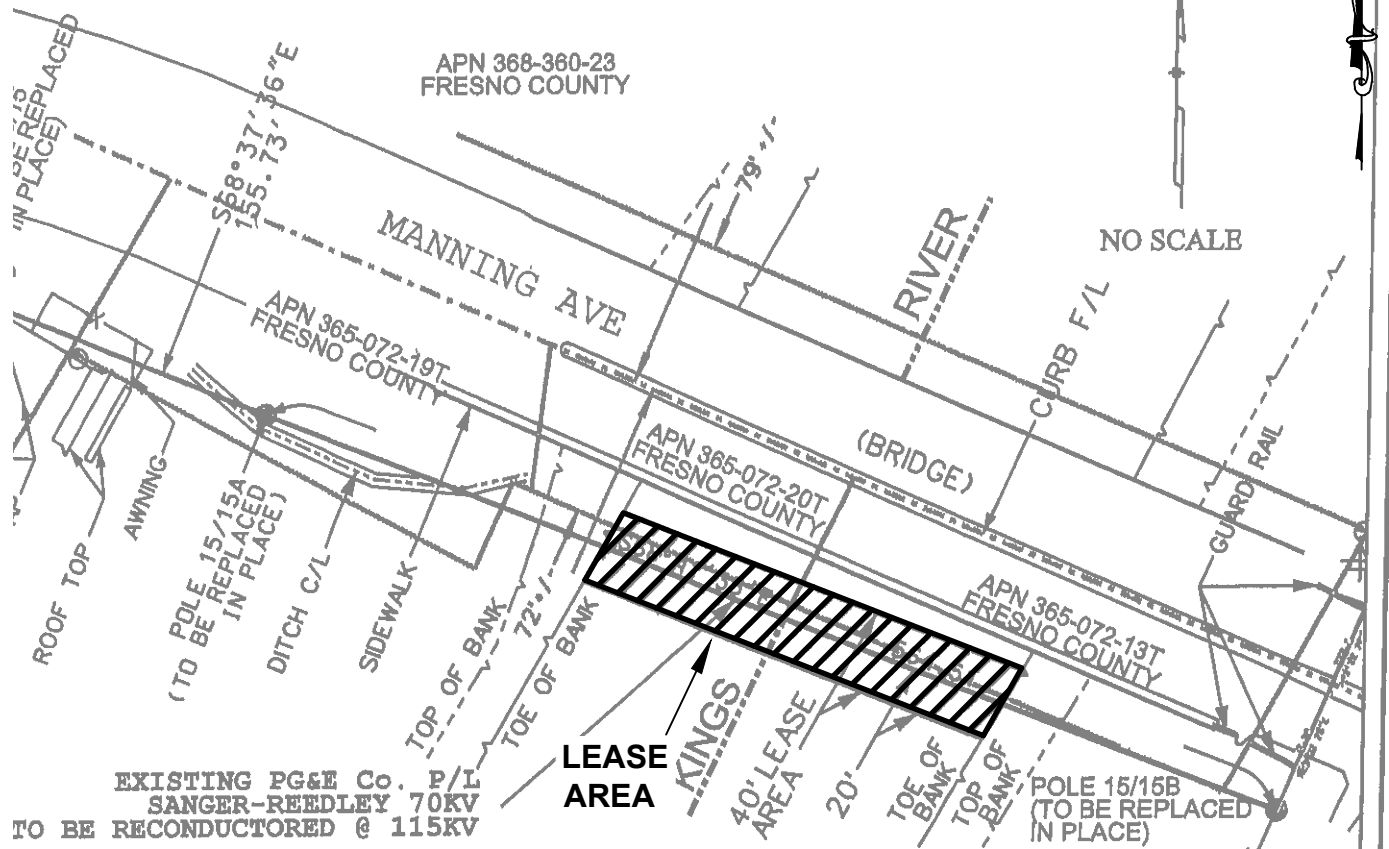 APN 368-360-23
FRESNO COUNTY
BE REPLACED
IN PLACE)
S68°37'36"E
155.73'
79' +/-
NO SCALE
MANNING AVE
RIVER
CURB F/L
(BRIDGE)
GUARD RAIL
APN 365-072-19T
FRESNO COUNTY
APN 365-072-20T
FRESNO COUNTY
APN 365-072-13T
FRESNO COUNTY
ROOF TOP
AWNING
POLE 15/15A
(TO BE REPLACED
IN PLACE)
DITCH C/L
SIDEWALK
TOP OF BANK
72' +/-
TOE OF BANK
LEASE
AREA
KINGS
40' LEASE
AREA
20'
TOE OF
BANK
TOP OF
BANK
POLE 15/15B
(TO BE REPLACED
IN PLACE)
EXISTING PG&E Co. P/L
SANGER-REEDLEY 70KV
TO BE RECONDUCTORED @ 115KV